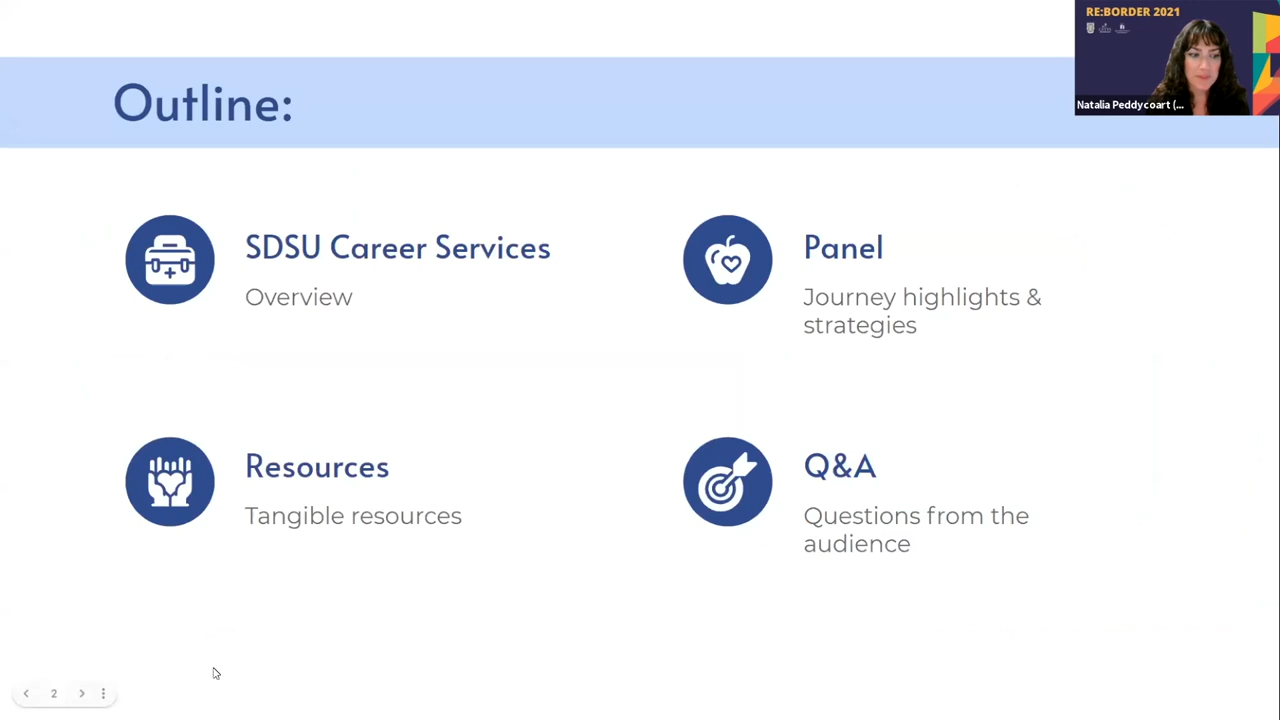 RE:BORDER 2021
Natalia Peddycoart (...
Outline:
SDSU Career Services
Overview
Panel
Journey highlights &
strategies
Resources
Tangible resources
Q&A
Questions from the
audience
2